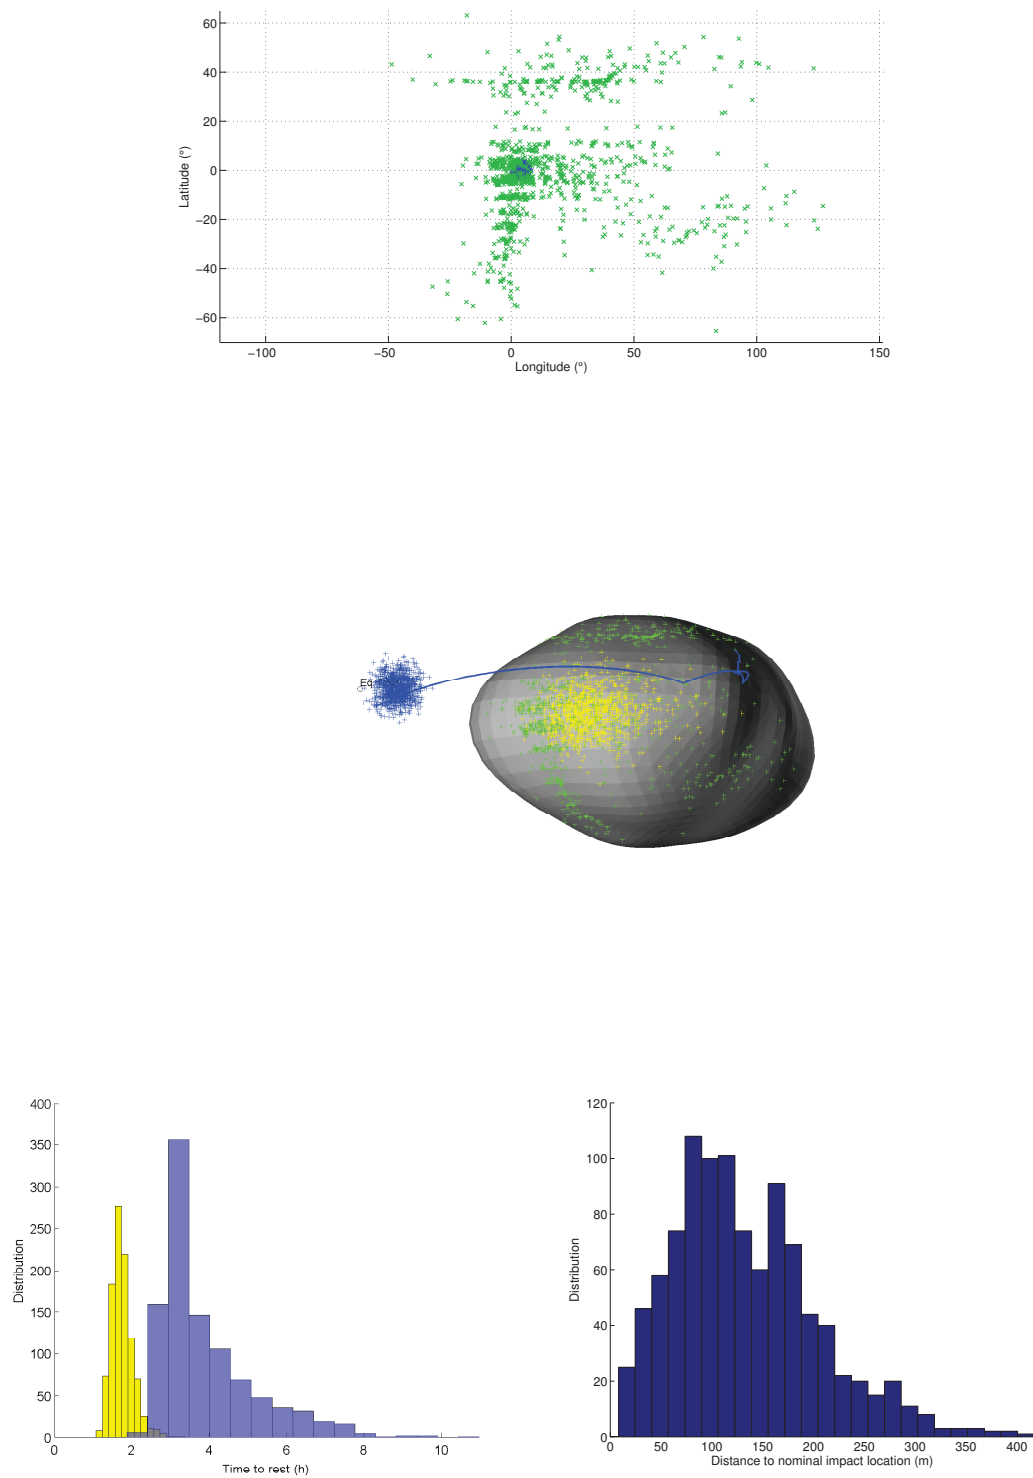 60
40
20
0
−20
−40
−60
Latitude (°)
−100 −50 0 50 100 150
Longitude (°)
400
350
300
250
200
150
100
50
0
Distribution
0 2 4 6 8 10
Time to rest (h)
120
100
80
60
40
20
0
Distribution
0 50 100 150 200 250 300 350 400
Distance to nominal impact location (m)